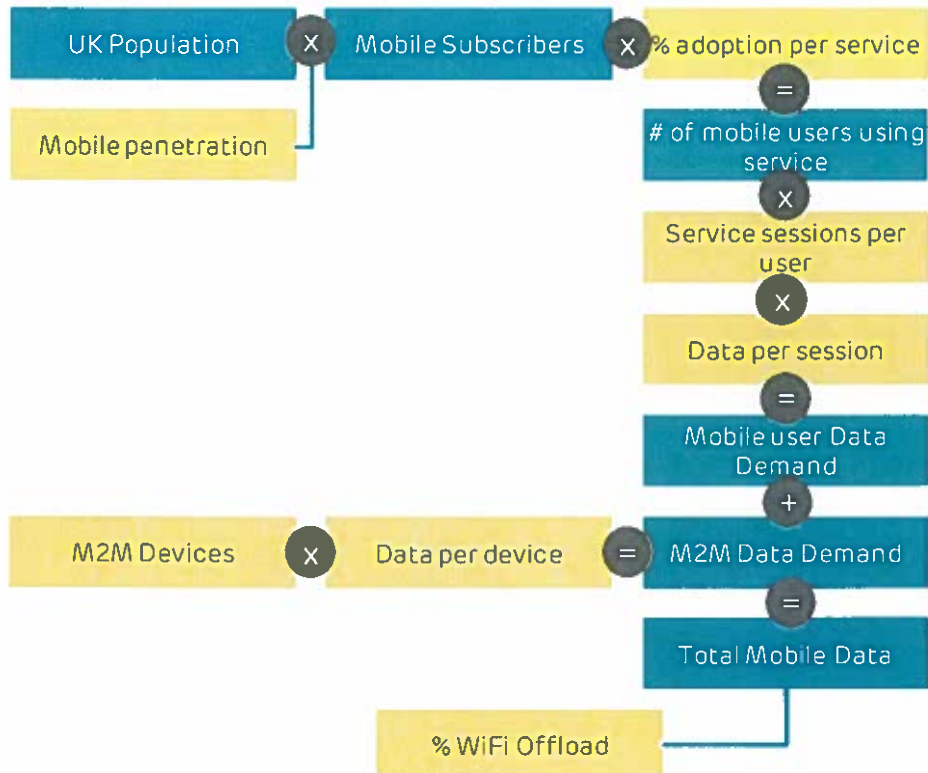 UK Population
x
Mobile Subscribers
x
% adoption per service
=
Mobile penetration
# of mobile users using
service
x
Service sessions per
user
x
Data per session
=
Mobile user Data
Demand
+
M2M Devices
x
Data per device
=
M2M Data Demand
=
Total Mobile Data
% WiFi Offload